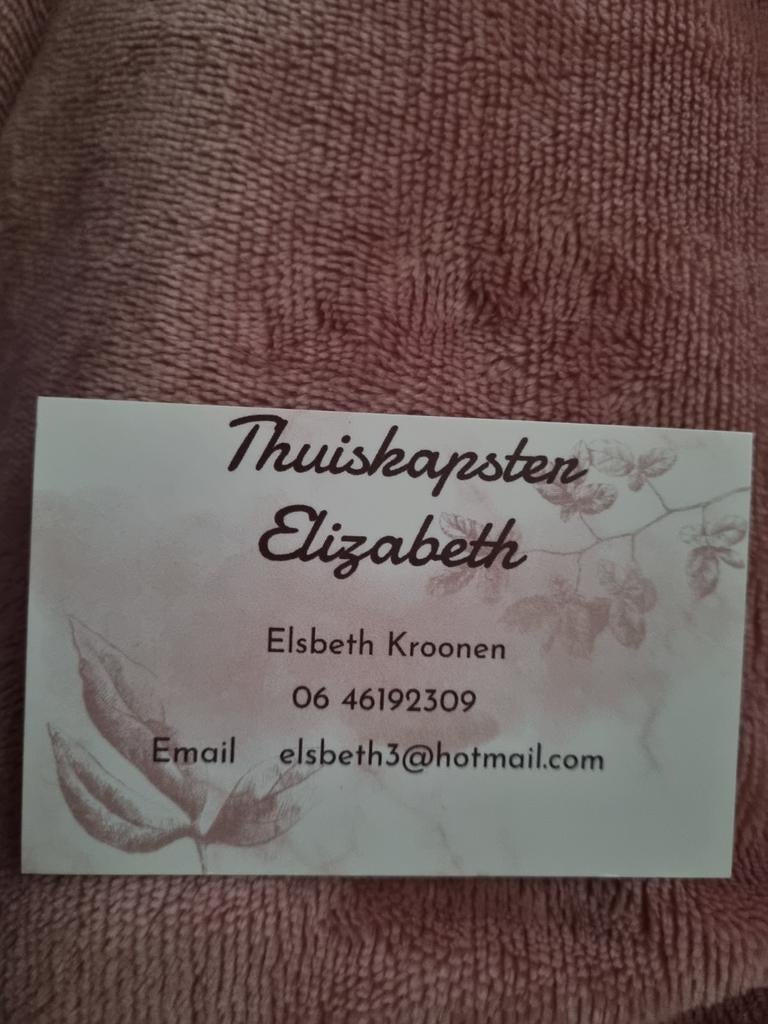 Thuiskapster
Elizabeth
Elsbeth Kroonen
06 46192309
Email elsbeth3@hotmail.com